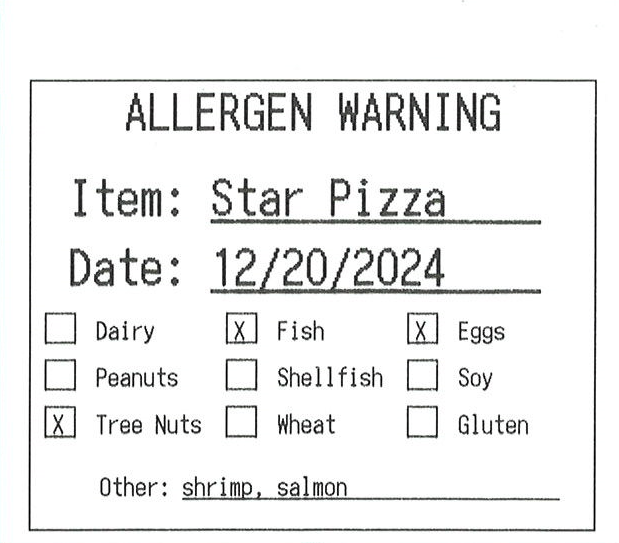 ALLERGEN WARNING
Item: Star Pizza
Date: 12/20/2024
Dairy X Fish X Eggs
Peanuts Shellfish Soy
X Tree Nuts Wheat Gluten
Other: shrimp, salmon